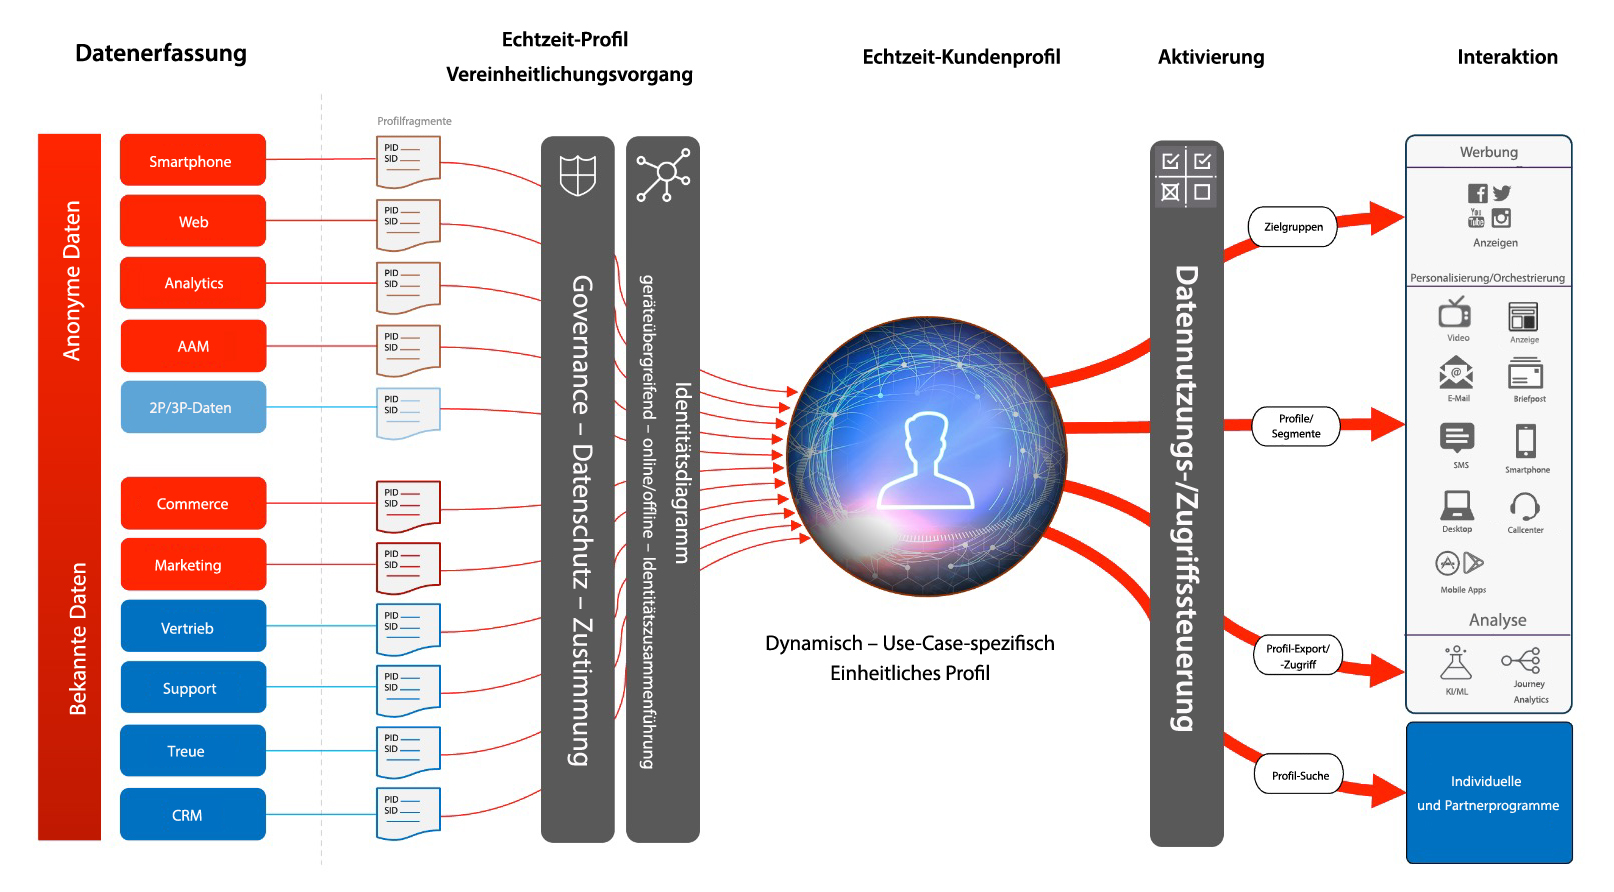 Datenerfassung
Echtzeit-Profil
Vereinheitlichungsvorgang
Echtzeit-Kundenprofil
Aktivierung
Interaktion
Anonyme Daten
Bekannte Daten
Smartphone
Web
Analytics
AAM
2P/3P-Daten
Commerce
Marketing
Vertrieb
Support
Treue
CRM
Profilfragmente
PID
SID
PID
SID
PID
SID
PID
SID
PID
SID
PID
SID
PID
SID
PID
SID
PID
SID
PID
SID
PID
SID
Governance – Datenschutz – Zustimmung
Identitätsdiagramm
geräteübergreifend – online/offline – Identitätszusammenführung
Dynamisch – Use-Case-spezifisch
Einheitliches Profil
Datennutzungs-/Zugriffssteuerung
Zielgruppen
Profile/
Segmente
Profil-Export/
-Zugriff
Profil-Suche
Werbung
You
Tube
Anzeigen
Personalisierung/Orchestrierung
Video
Anzeige
E-Mail
Briefpost
SMS
Smartphone
Desktop
Callcenter
Mobile Apps
Analyse
KI/ML
Journey
Analytics
Individuelle
und Partnerprogramme